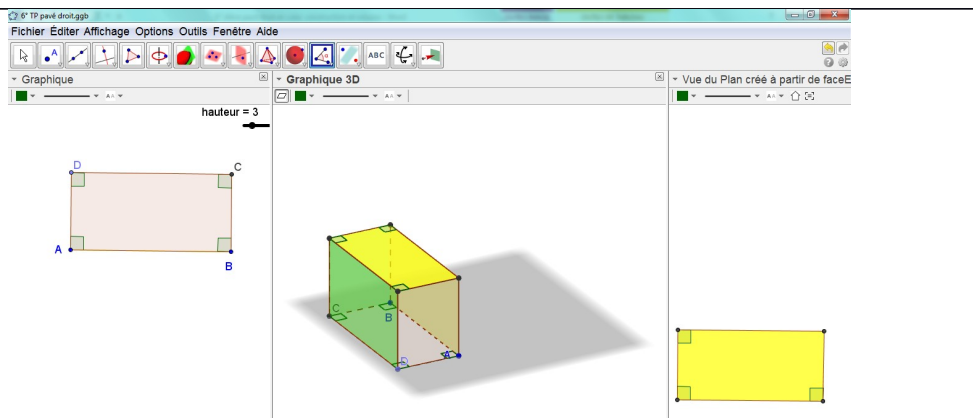 6° TP pavé droit.ggb
Fichier Éditer Affichage Options Outils Fenêtre Aide
A
ABC
Graphique
Graphique 3D
Vue du Plan créé à partir de faceE
hauteur = 3
D
C
A
B
C
B
D
A